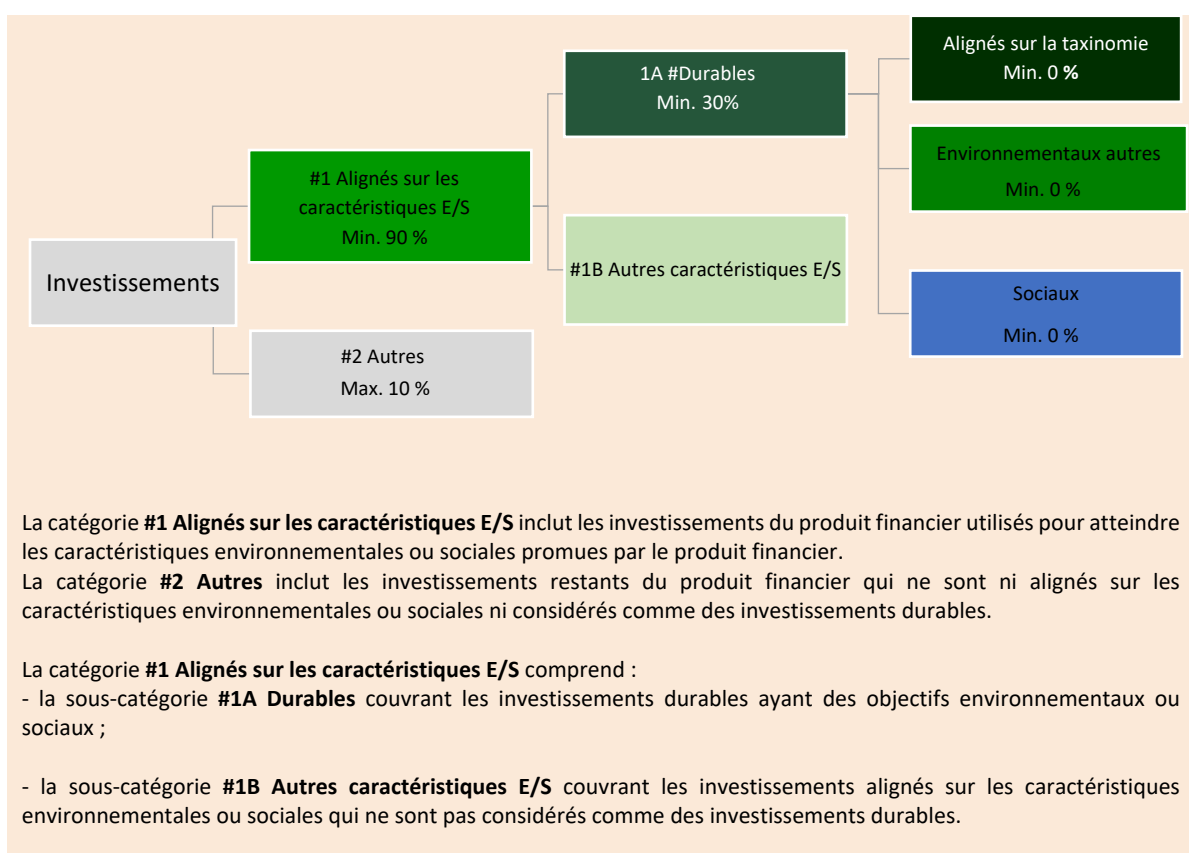 Alignés sur la taxinomie
Min. 0 %
1A #Durables
Min. 30%
Environnementaux autres
Min. 0 %
#1 Alignés sur les
caractéristiques E/S
Min. 90 %
#1B Autres caractéristiques E/S
Investissements
Sociaux
Min. 0 %
#2 Autres
Max. 10 %
La catégorie #1 Alignés sur les caractéristiques E/S inclut les investissements du produit financier utilisés pour atteindre
les caractéristiques environnementales ou sociales promues par le produit financier.
La catégorie #2 Autres inclut les investissements restants du produit financier qui ne sont ni alignés sur les
caractéristiques environnementales ou sociales ni considérés comme des investissements durables.
La catégorie #1 Alignés sur les caractéristiques E/S comprend :
- la sous-catégorie #1A Durables couvrant les investissements durables ayant des objectifs environnementaux ou
sociaux ;
- la sous-catégorie #1B Autres caractéristiques E/S couvrant les investissements alignés sur les caractéristiques
environnementales ou sociales qui ne sont pas considérés comme des investissements durables.